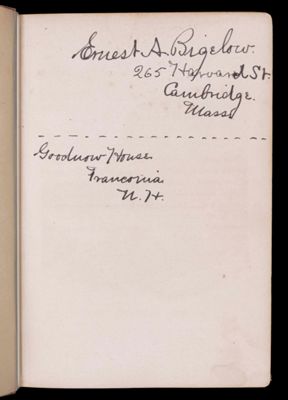 Ernest A. Bigelow.
265 Harvard St.
Cambridge.
Mass.
Goodnow House
Franconia
N. H.